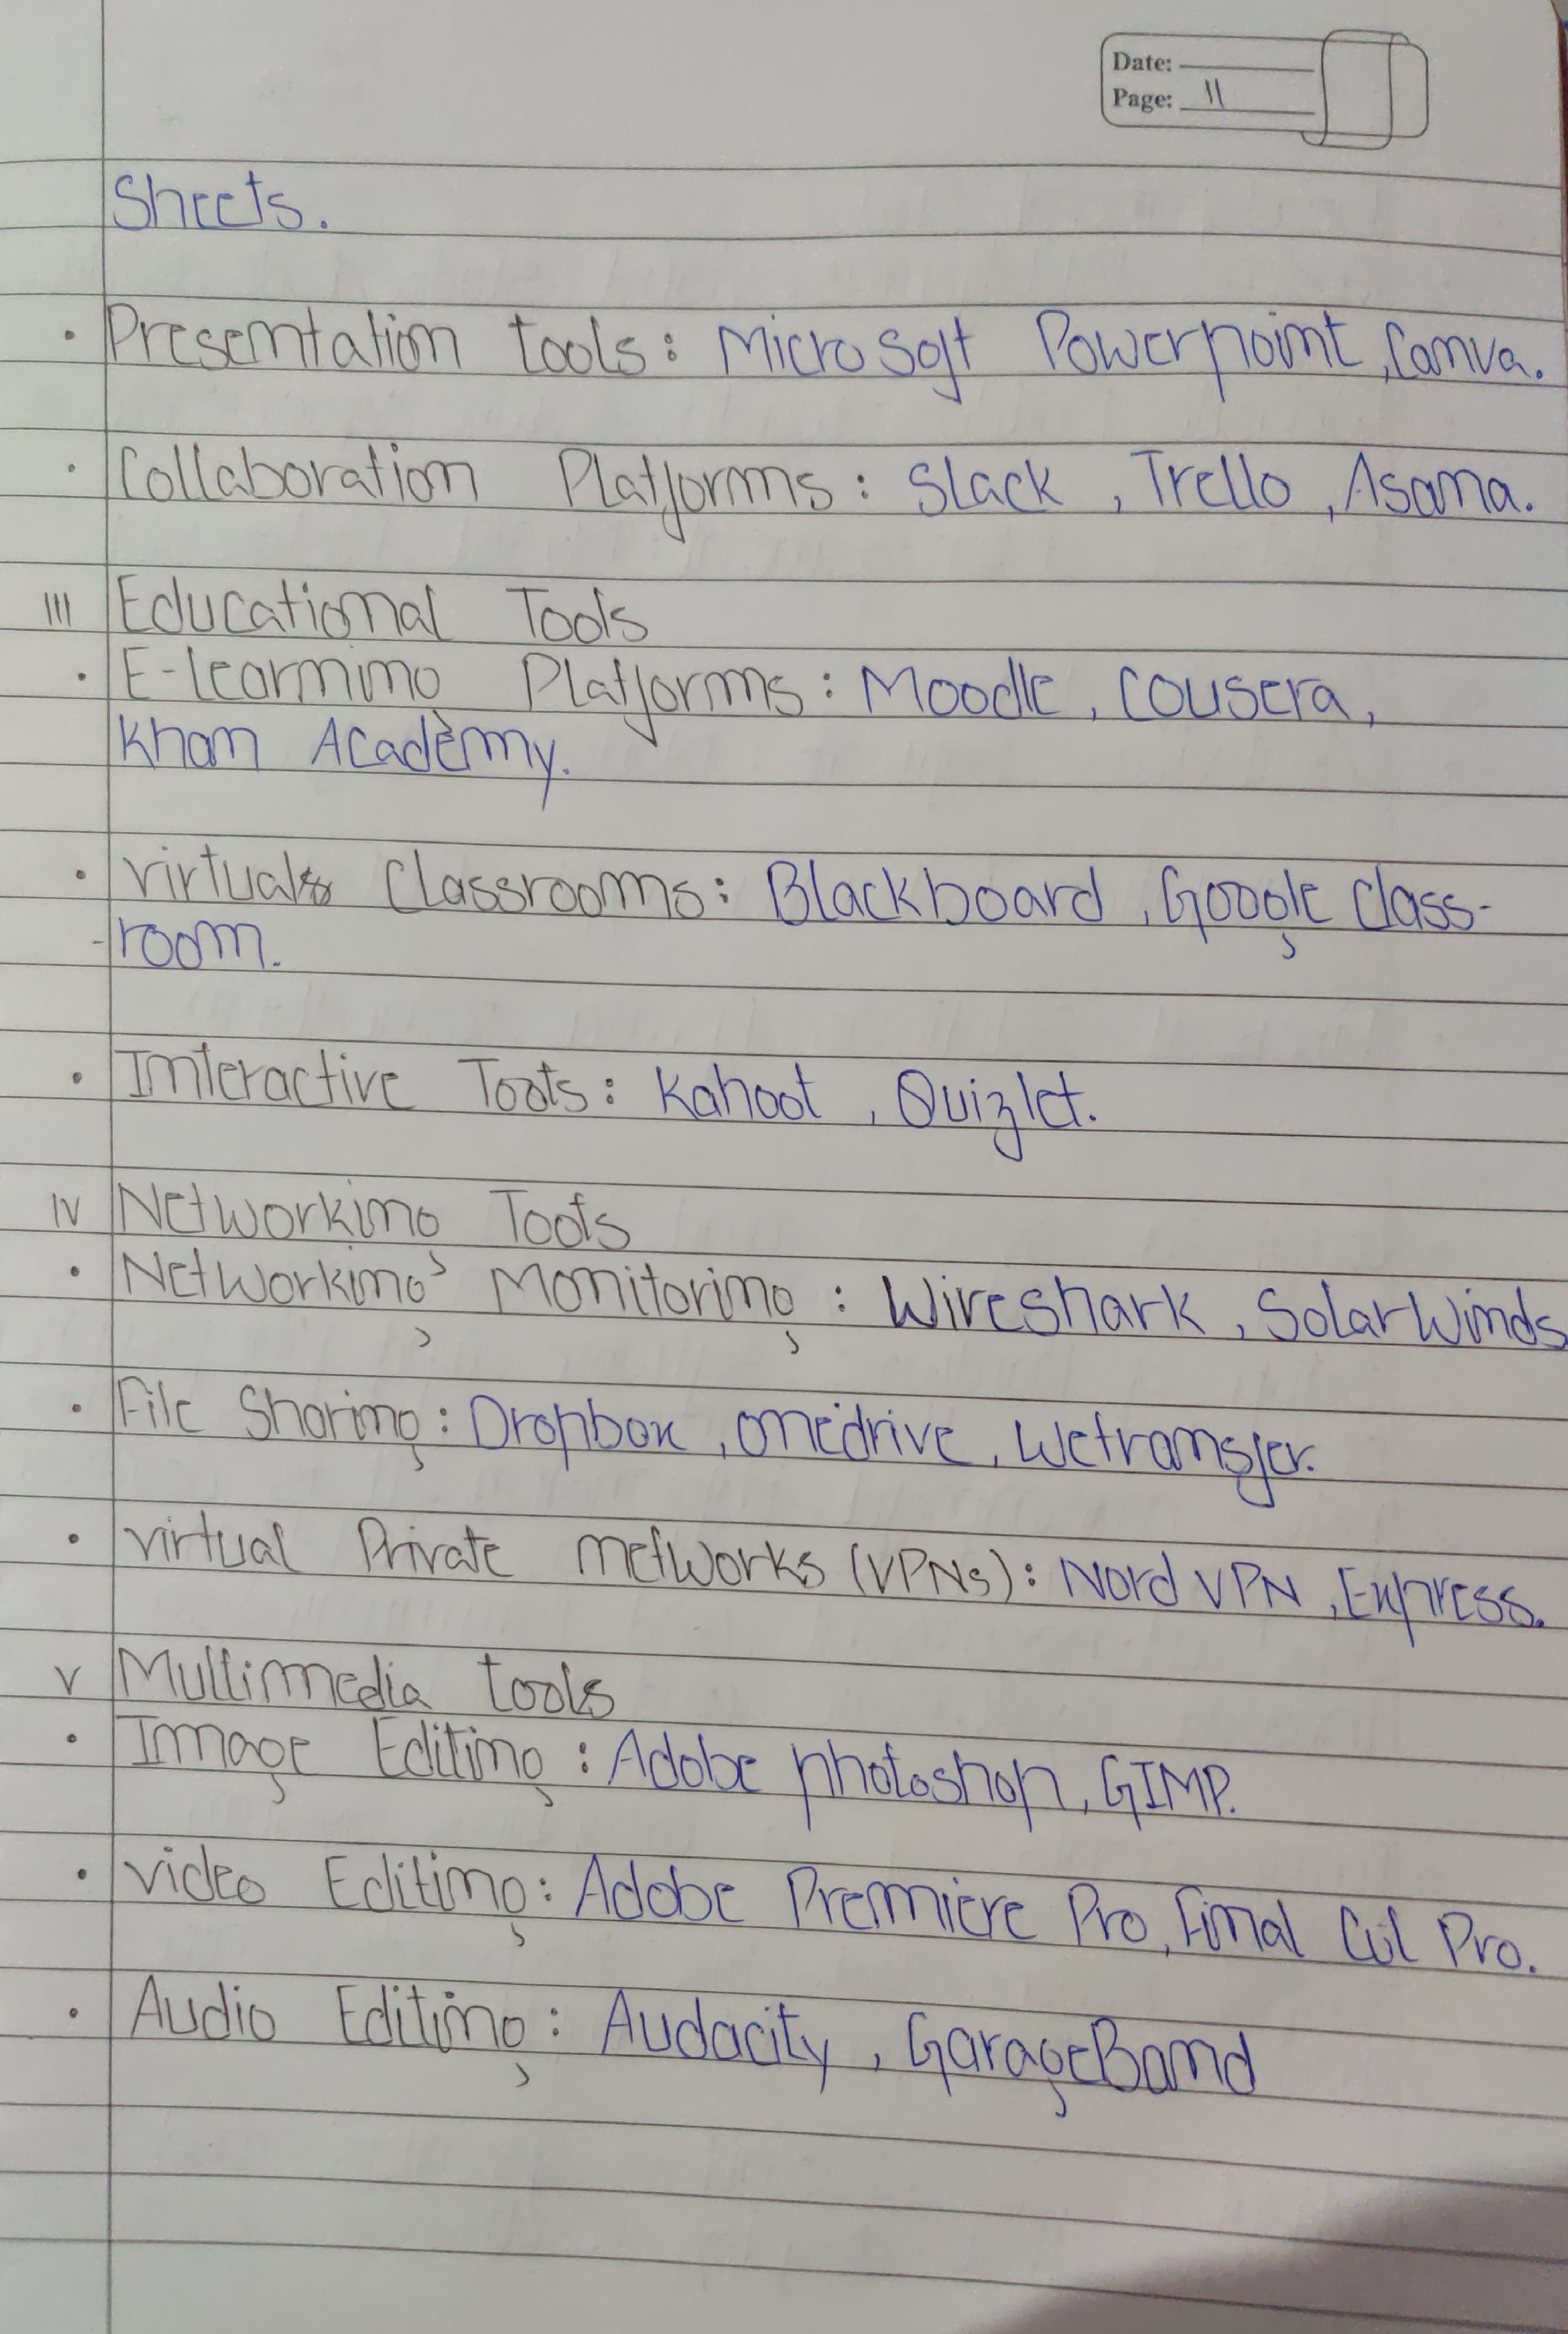 Date:
Page: 11
Sheets.
• Presentation tools: Microsoft Powerpoint, Canva.
• Collaboration Platforms: Slack, Trello, Asana.
III Educational Tools
• E-learning Platforms: Moodle, Cousera,
Khan Academy.
• Virtual Classrooms: Blackboard, Google Class-
-room.
• Interactive Tools: Kahoot, Quizlet.
IV Networking Tools
• Networking Monitoring: Wireshark, SolarWinds
• File Sharing: Dropbox, onedrive, Wetransfer.
• Virtual Private networks (VPNs): Nord VPN, Express.
V Multimedia tools
• Image Editing: Adobe photoshop, GIMP.
• Video Editing: Adobe Premiere Pro, Final Cut Pro.
• Audio Editing: Audacity, GarageBand